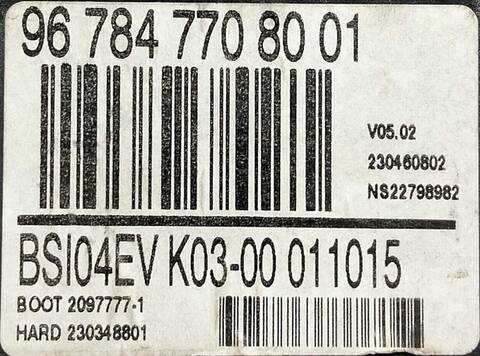 96 784 770 80 01
V05.02
230460802
NS22798982
BSI04EV K03-00 011015
BOOT 2097777-1
HARD 230348801